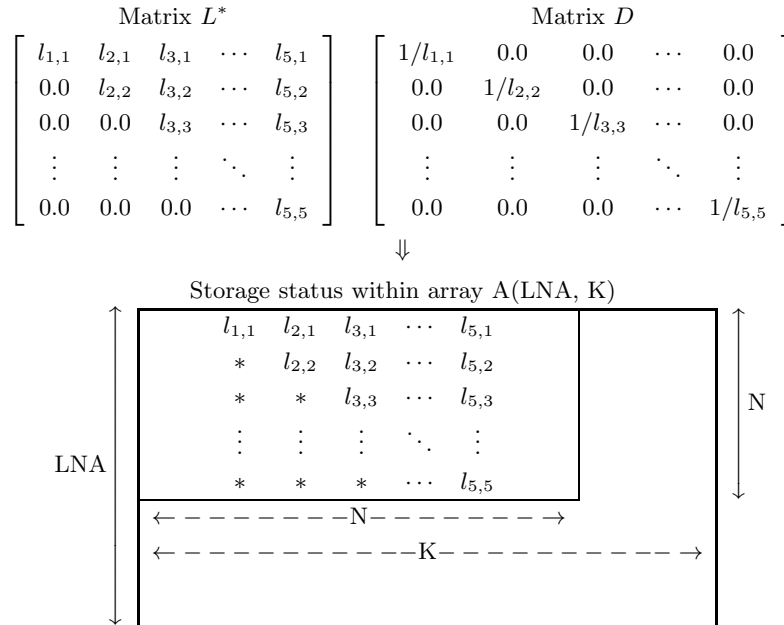 Matrix L* Matrix D
l1,1 l2,1 l3,1 ⋯ l5,1 1/l1,1 0.0 0.0 ⋯ 0.0
0.0 l2,2 l3,2 ⋯ l5,2 0.0 1/l2,2 0.0 ⋯ 0.0
0.0 0.0 l3,3 ⋯ l5,3 0.0 0.0 1/l3,3 ⋯ 0.0
⋮ ⋮ ⋮ ⋱ ⋮ ⋮ ⋮ ⋮ ⋱ ⋮
0.0 0.0 0.0 ⋯ l5,5 0.0 0.0 0.0 ⋯ 1/l5,5
⇓
Storage status within array A(LNA, K)
l1,1 l2,1 l3,1 ⋯ l5,1
* l2,2 l3,2 ⋯ l5,2
* * l3,3 ⋯ l5,3
N
⋮ ⋮ ⋮ ⋱ ⋮
LNA
* * * ⋯ l5,5
N
K